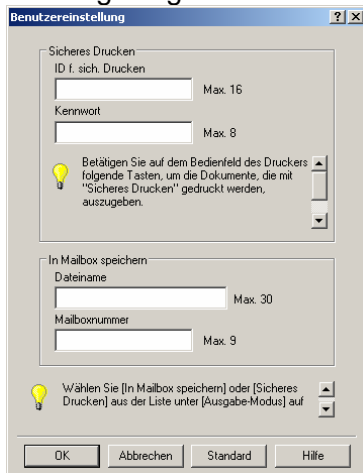 Benutzereinstellung
Sicheres Drucken
ID f. sich. Drucken
Max. 16
Kennwort
Max. 8
Betätigen Sie auf dem Bedienfeld des Druckers
folgende Tasten, um die Dokumente, die mit
"Sicheres Drucken" gedruckt werden,
auszugeben.
In Mailbox speichern
Dateiname
Max. 30
Mailboxnummer
Max. 9
Wählen Sie [In Mailbox speichern] oder [Sicheres
Drucken] aus der Liste unter [Ausgabe-Modus] auf
OK Abbrechen Standard Hilfe